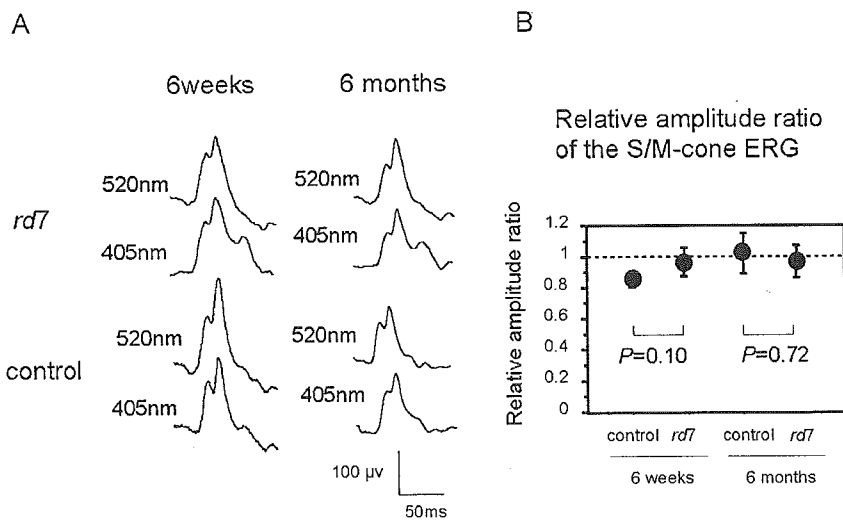 A
6weeks
6 months
rd7
520nm
520nm
405nm
405nm
control
520nm
520nm
405nm
405nm
100 µv
50ms
B
Relative amplitude ratio
of the S/M-cone ERG
Relative amplitude ratio
1.2
1
0.8
0.6
0.4
0.2
0
P=0.10
P=0.72
control rd7 control rd7
6 weeks 6 months